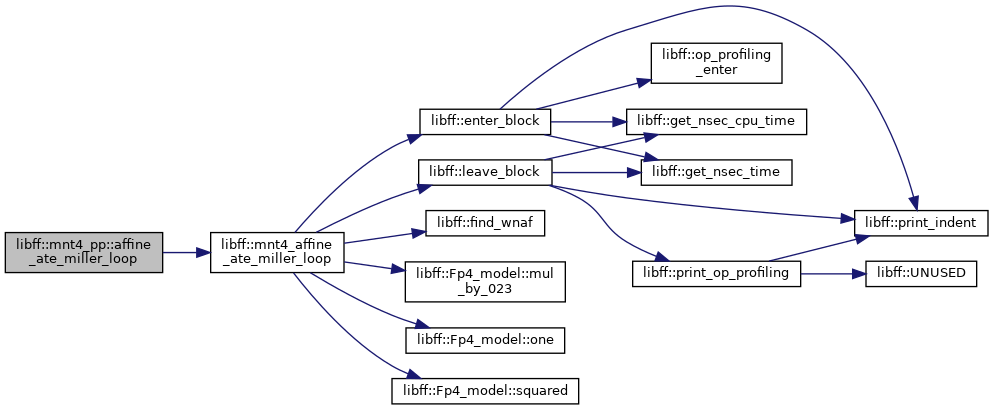 libff::mnt4_pp::affine
_ate_miller_loop
libff::mnt4_affine
_ate_miller_loop
libff::enter_block
libff::leave_block
libff::find_wnaf
libff::Fp4_model::mul
_by_023
libff::Fp4_model::one
libff::Fp4_model::squared
libff::op_profiling
_enter
libff::get_nsec_cpu_time
libff::get_nsec_time
libff::print_op_profiling
libff::print_indent
libff::UNUSED